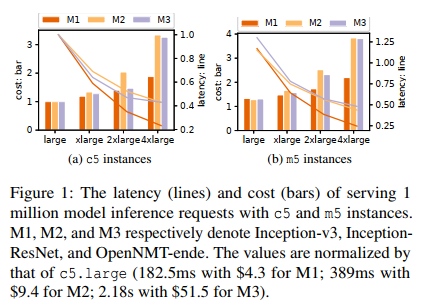 M1 M2 M3
3
2
1
0
cost: bar
1.0
0.8
0.6
0.4
0.2
latency: line
large xlarge 2xlarge 4xlarge
(a) c5 instances
M1 M2 M3
4
3
2
1
0
cost: bar
1.25
1.00
0.75
0.50
0.25
latency: line
large xlarge 2xlarge 4xlarge
(b) m5 instances
Figure 1: The latency (lines) and cost (bars) of serving 1
million model inference requests with c5 and m5 instances.
M1, M2, and M3 respectively denote Inception-v3, Inception-
ResNet, and OpenNMT-ende. The values are normalized by
that of c5.large (182.5ms with $4.3 for M1; 389ms with
$9.4 for M2; 2.18s with $51.5 for M3).